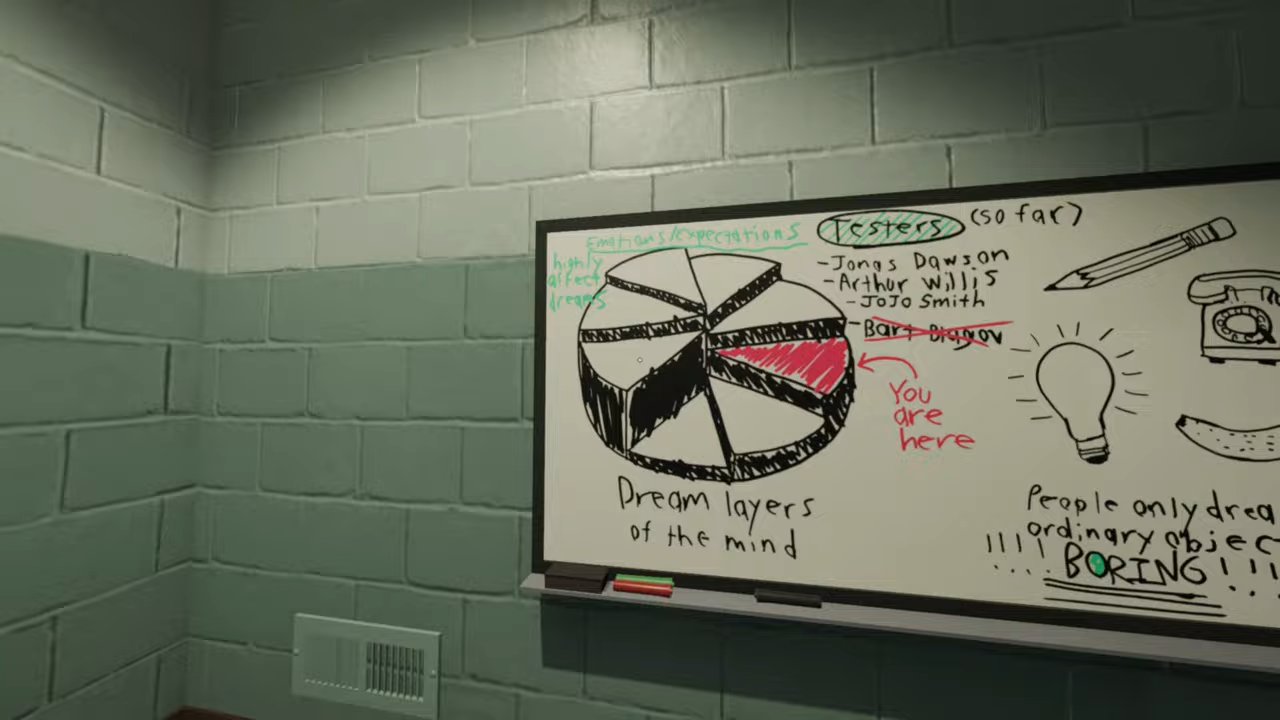 Emotions/Expectations
highly
affect
dreams
Testers (so far)
-Jonas Dawson
-Arthur Willis
-JoJo Smith
-Bart
You
are
here
Dream layers
of the mind
People only drea
ordinary objec
!!!! BORING!!!